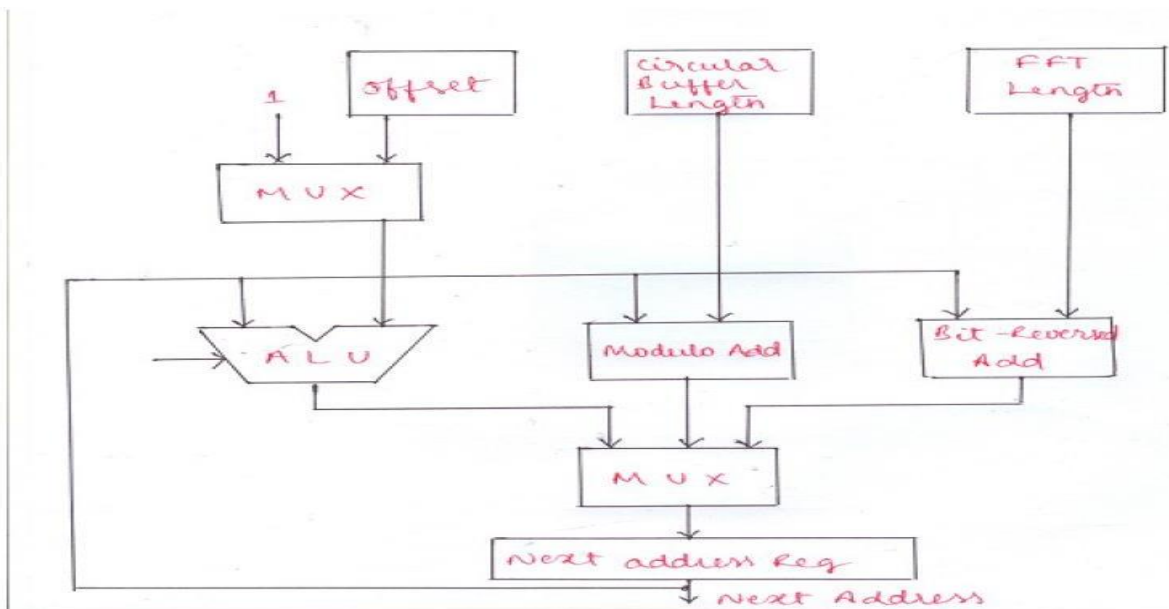 1
offset
circular
Buffer
Length
FFT
Length
MUX
ALU
Modulo Add
Bit-Reversed
Add
MUX
Next address Reg
Next Address